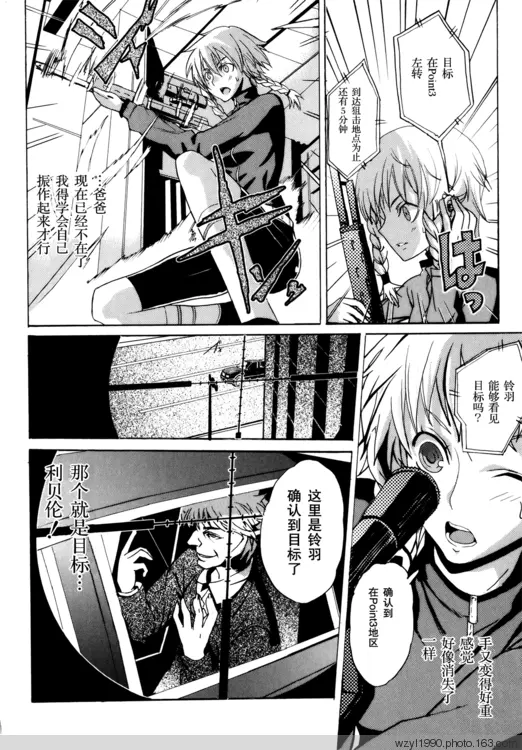 目标
在Point3
左转
到达狙击地点为止
还有5分钟
はっ
…爸爸
现在已经不在了
我得学会自己
振作起来才行
铃羽
能够看见
目标吗？
手又变得好重
感觉
好像消失了
一样
确认到
在Point3地区
这里是铃羽
确认到目标了
那个就是目标…
利贝伦！
wzyl1990.photo.163.co